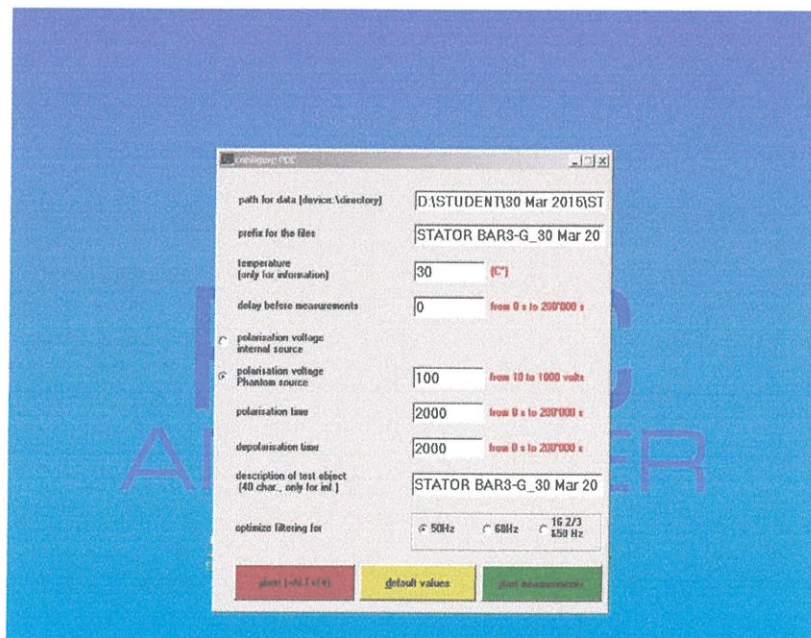 configure PDC
path for data [device:\directory]
D:\STUDENT\30 Mar 2015\ST
prefix for the files
STATOR BAR3-G_30 Mar 20
temperature
(only for information)
30
[C°]
delay before measurements
0
from 0 s to 200'000 s
polarisation voltage
internal source
polarisation voltage
Phantom source
100
from 10 to 1000 volts
polarisation time
2000
from 0 s to 200'000 s
depolarisation time
2000
from 0 s to 200'000 s
description of test object
(40 char., only for inf.)
STATOR BAR3-G_30 Mar 20
optimize filtering for
50Hz
60Hz
16 2/3
&50 Hz
default values
start measurements